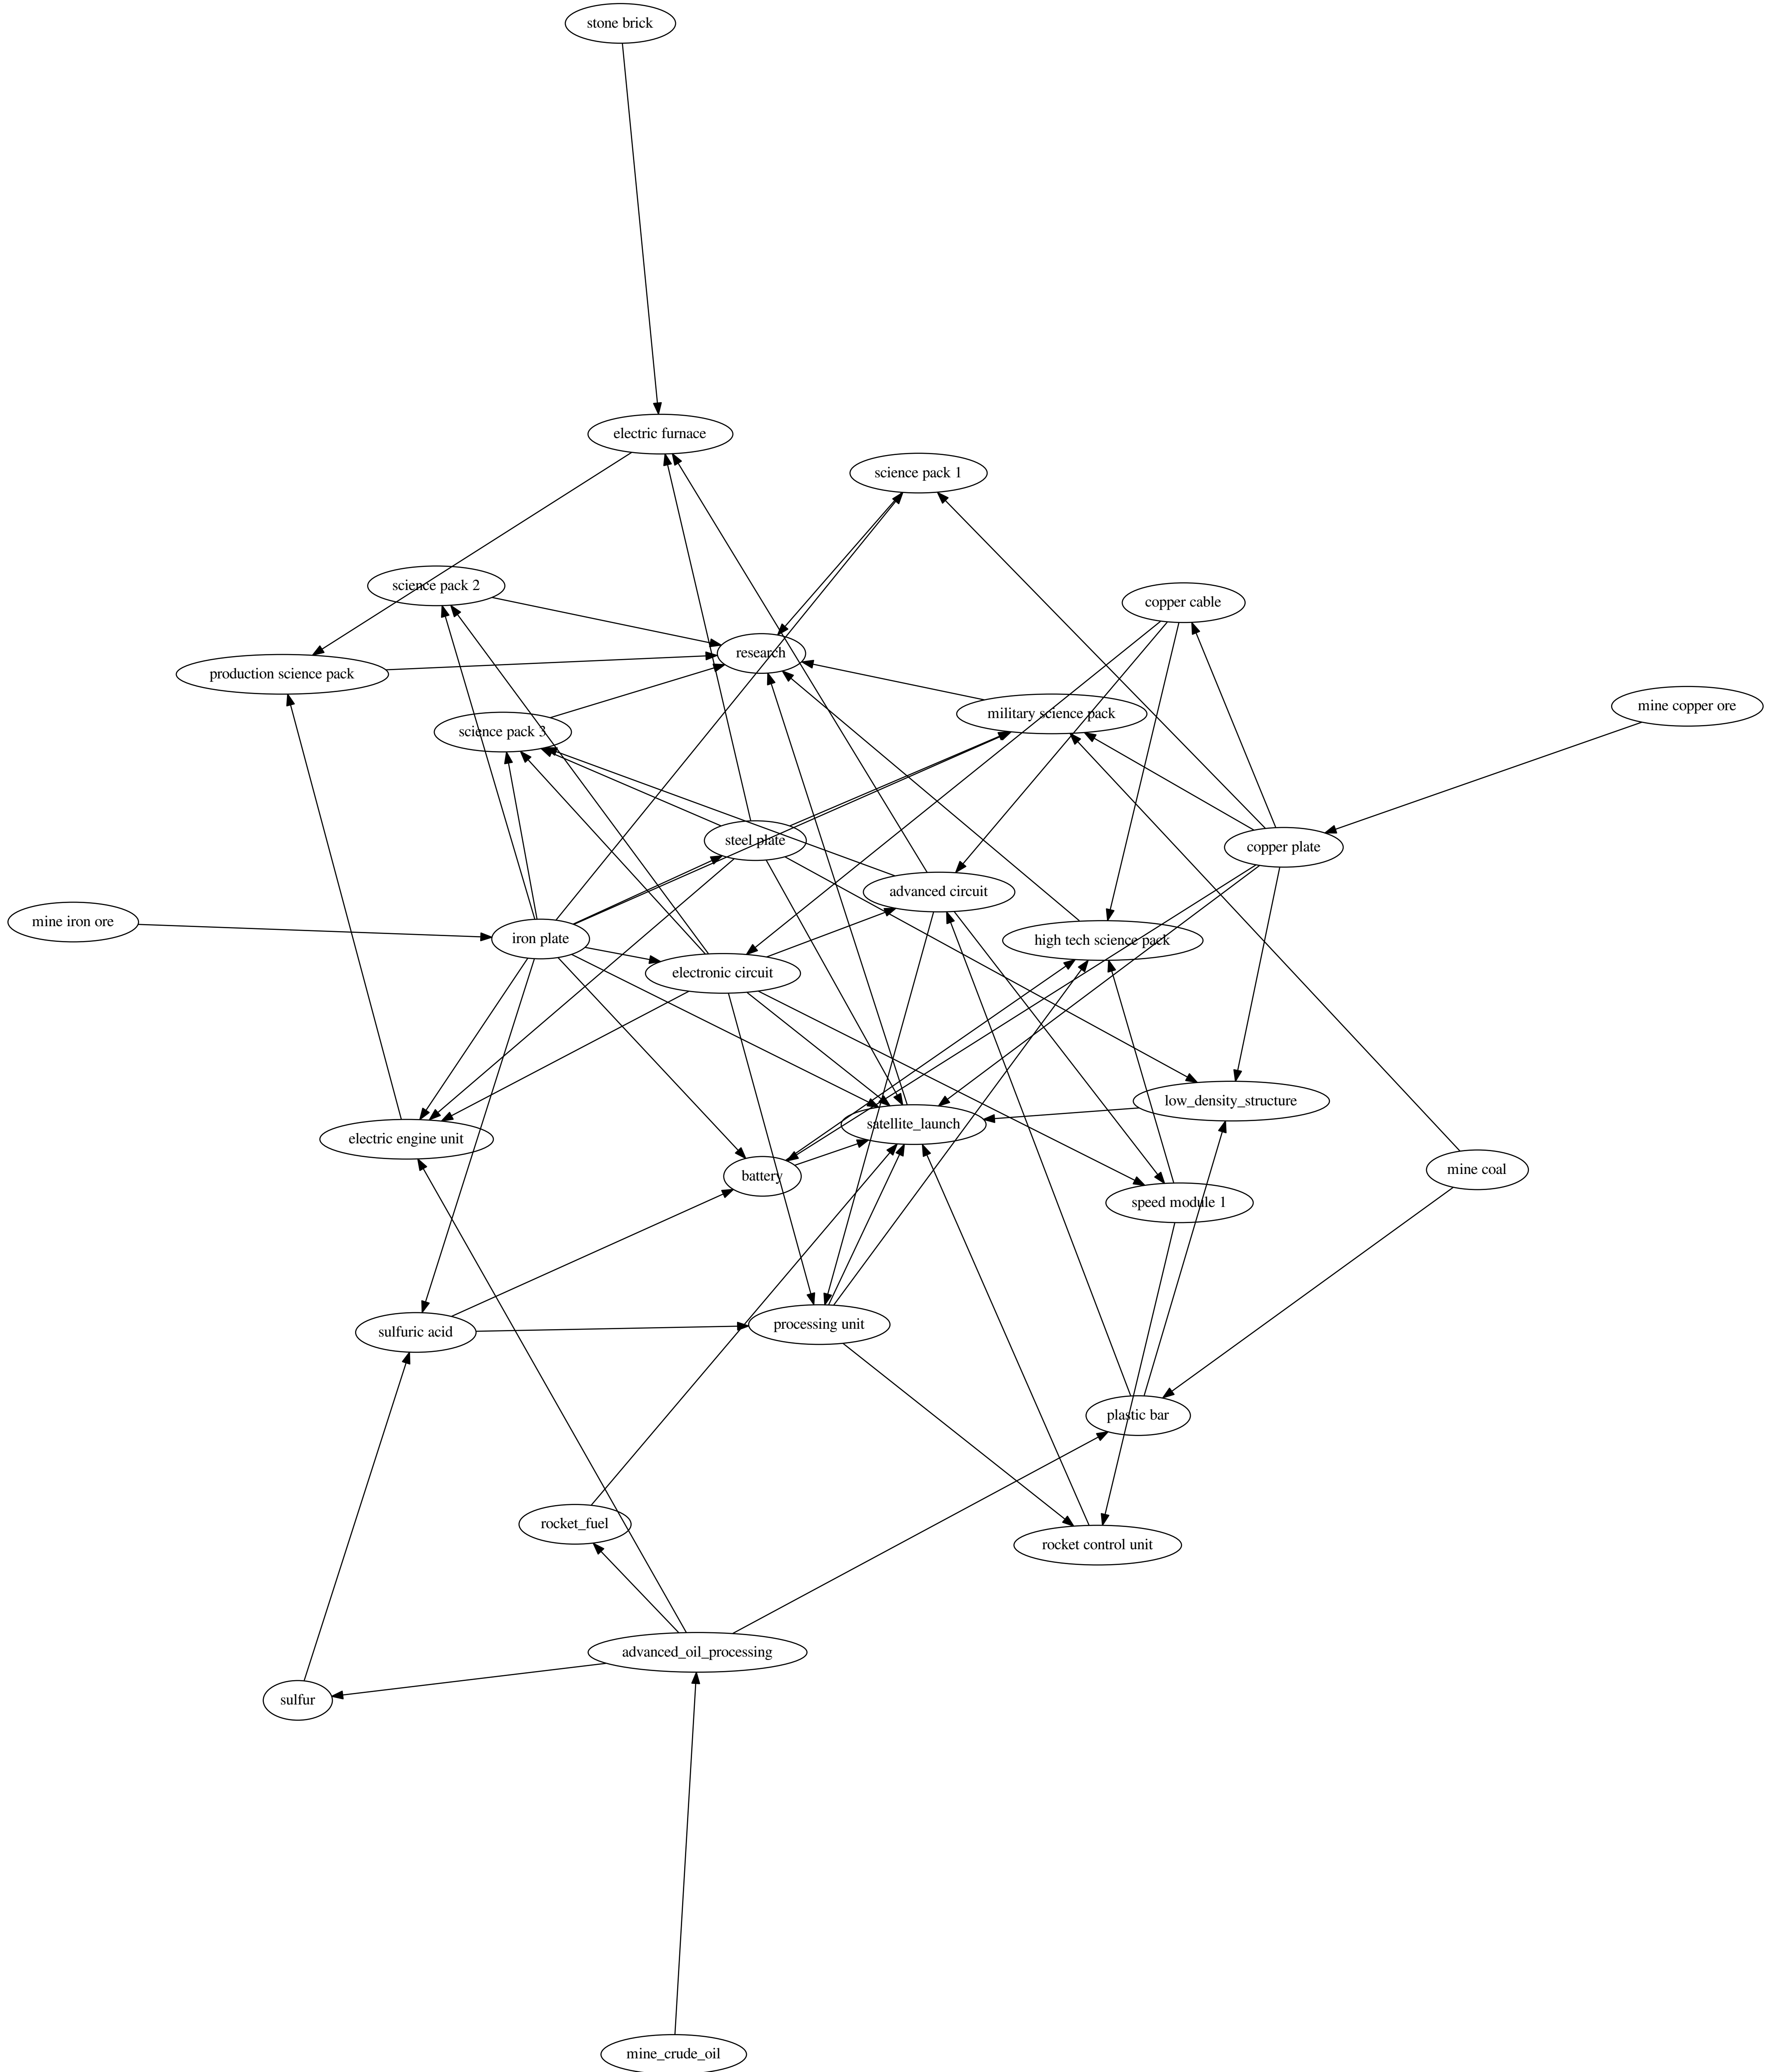 stone brick
electric furnace
science pack 1
science pack 2
copper cable
research
production science pack
mine copper ore
military science pack
science pack 3
steel plate
copper plate
advanced circuit
mine iron ore
iron plate
high tech science pack
electronic circuit
low_density_structure
satellite_launch
electric engine unit
mine coal
battery
speed module 1
processing unit
sulfuric acid
plastic bar
rocket_fuel
rocket control unit
advanced_oil_processing
sulfur
mine_crude_oil